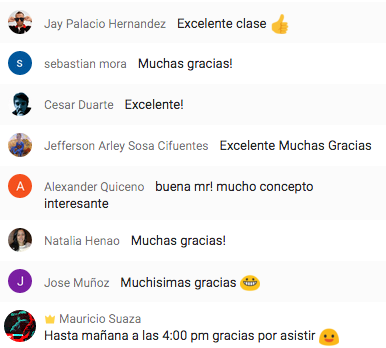 Jay Palacio Hernandez Excelente clase 👍
s sebastian mora Muchas gracias!
Cesar Duarte Excelente!
Jefferson Arley Sosa Cifuentes Excelente Muchas Gracias
A Alexander Quiceno buena mr! mucho concepto
interesante
Natalia Henao Muchas gracias!
J Jose Muñoz Muchisimas gracias 😀
Mauricio Suaza
Hasta mañana a las 4:00 pm gracias por asistir 😃